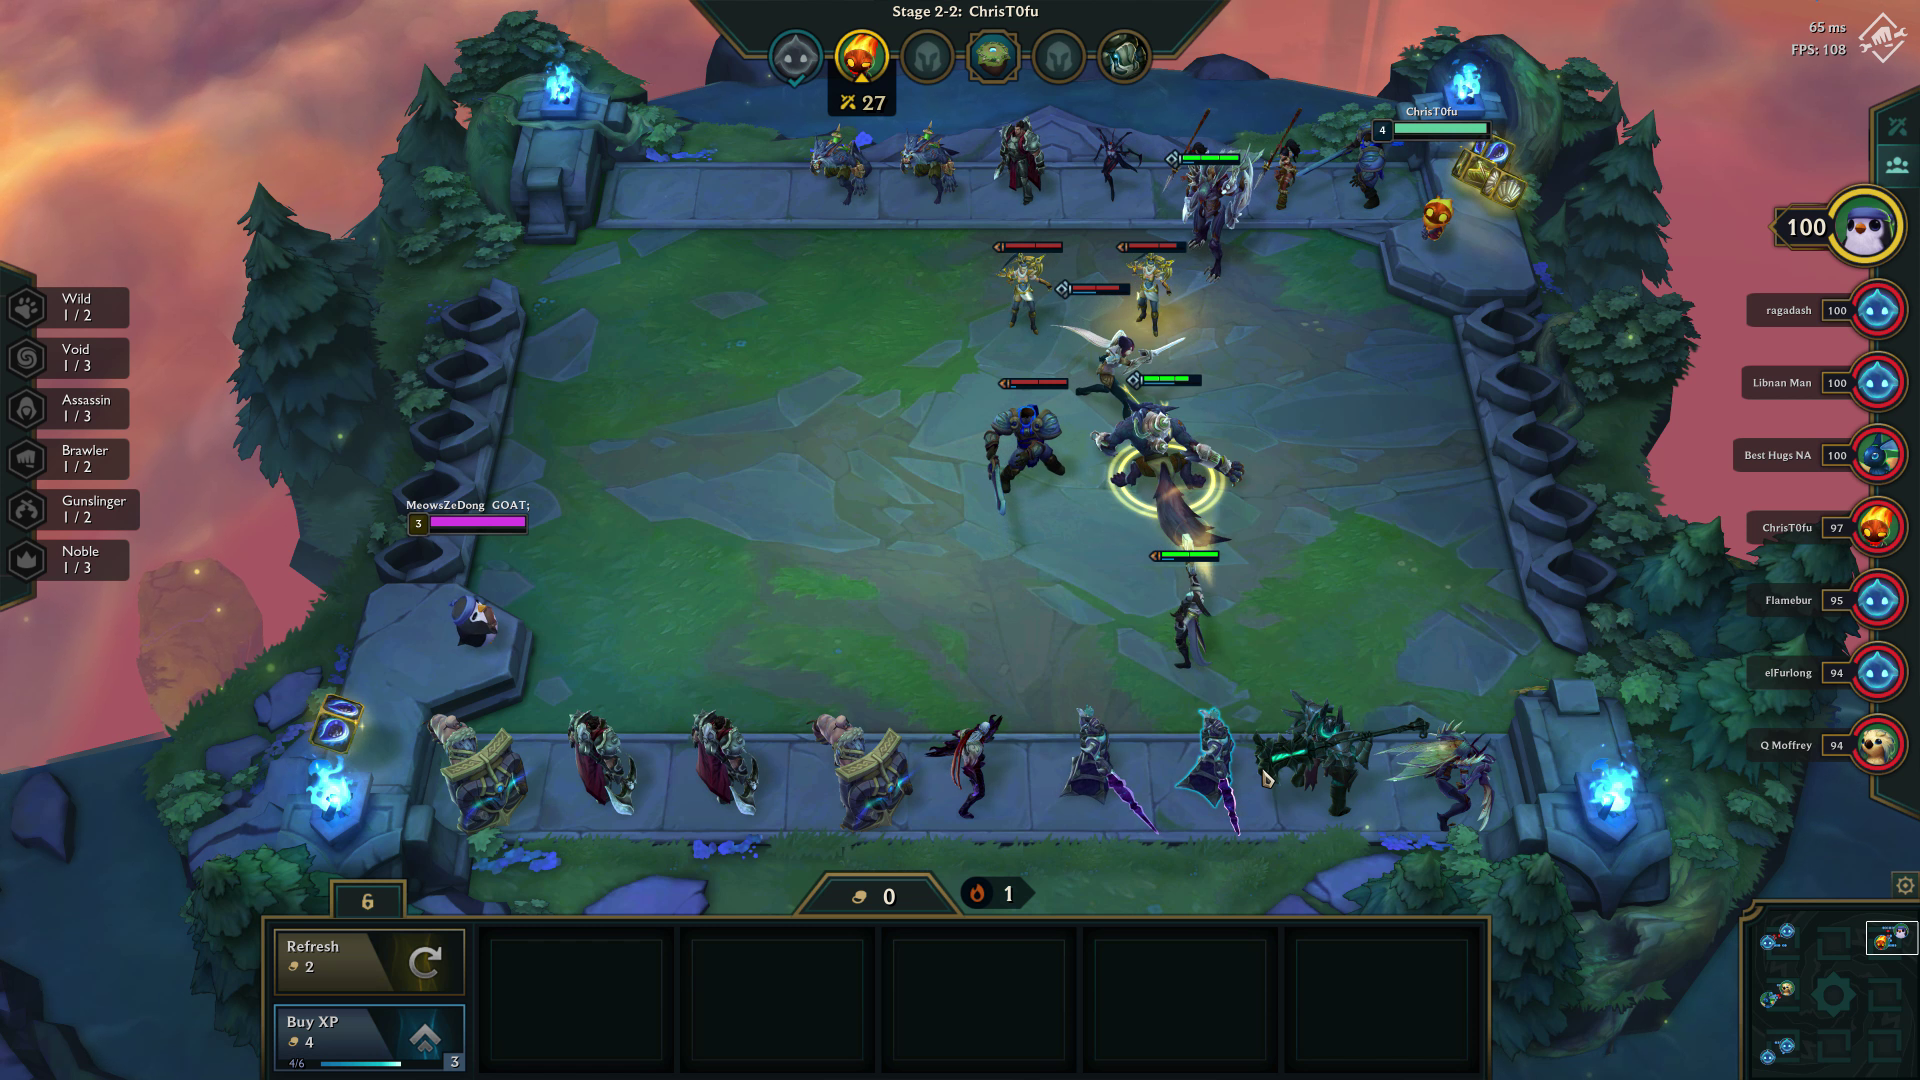 Stage 2-2: ChrisT0fu
65 ms
FPS: 108
27
ChrisT0fu
4
100
Wild
1 / 2
Void
1 / 3
Assassin
1 / 3
Brawler
1 / 2
Gunslinger
1 / 2
Noble
1 / 3
ragadash 100
Libnan Man 100
Best Hugs NA 100
ChrisT0fu 97
Flamebur 95
elFurlong 94
Q Moffrey 94
MeowsZeDong GOAT;
3
6
0
1
Refresh
2
Buy XP
4
4/6
3